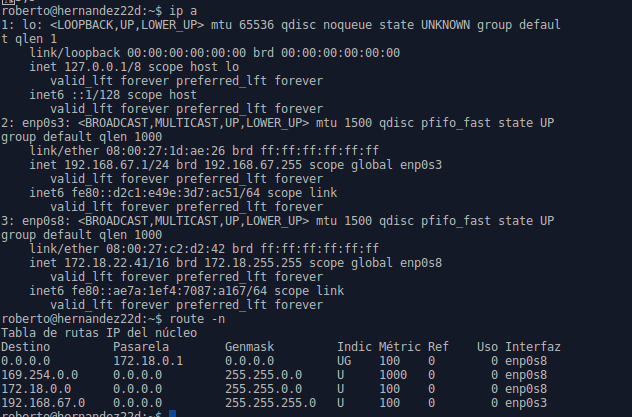 roberto@hernandez22d:~$ ip a
1: lo: <LOOPBACK,UP,LOWER_UP> mtu 65536 qdisc noqueue state UNKNOWN group defaul
t qlen 1
    link/loopback 00:00:00:00:00:00 brd 00:00:00:00:00:00
    inet 127.0.0.1/8 scope host lo
       valid_lft forever preferred_lft forever
    inet6 ::1/128 scope host
       valid_lft forever preferred_lft forever
2: enp0s3: <BROADCAST,MULTICAST,UP,LOWER_UP> mtu 1500 qdisc pfifo_fast state UP
group default qlen 1000
    link/ether 08:00:27:1d:ae:26 brd ff:ff:ff:ff:ff:ff
    inet 192.168.67.1/24 brd 192.168.67.255 scope global enp0s3
       valid_lft forever preferred_lft forever
    inet6 fe80::d2c1:e49e:3d7:ac51/64 scope link
       valid_lft forever preferred_lft forever
3: enp0s8: <BROADCAST,MULTICAST,UP,LOWER_UP> mtu 1500 qdisc pfifo_fast state UP
group default qlen 1000
    link/ether 08:00:27:c2:d2:42 brd ff:ff:ff:ff:ff:ff
    inet 172.18.22.41/16 brd 172.18.255.255 scope global enp0s8
       valid_lft forever preferred_lft forever
    inet6 fe80::ae7a:1ef4:7087:a167/64 scope link
       valid_lft forever preferred_lft forever
roberto@hernandez22d:~$ route -n
Tabla de rutas IP del núcleo
Destino         Pasarela        Genmask         Indic Métric Ref    Uso Interfaz
0.0.0.0         172.18.0.1      0.0.0.0         UG    100    0        0 enp0s8
169.254.0.0     0.0.0.0         255.255.0.0     U     1000   0        0 enp0s8
172.18.0.0      0.0.0.0         255.255.0.0     U     100    0        0 enp0s8
192.168.67.0    0.0.0.0         255.255.255.0   U     100    0        0 enp0s3
roberto@hernandez22d:~$